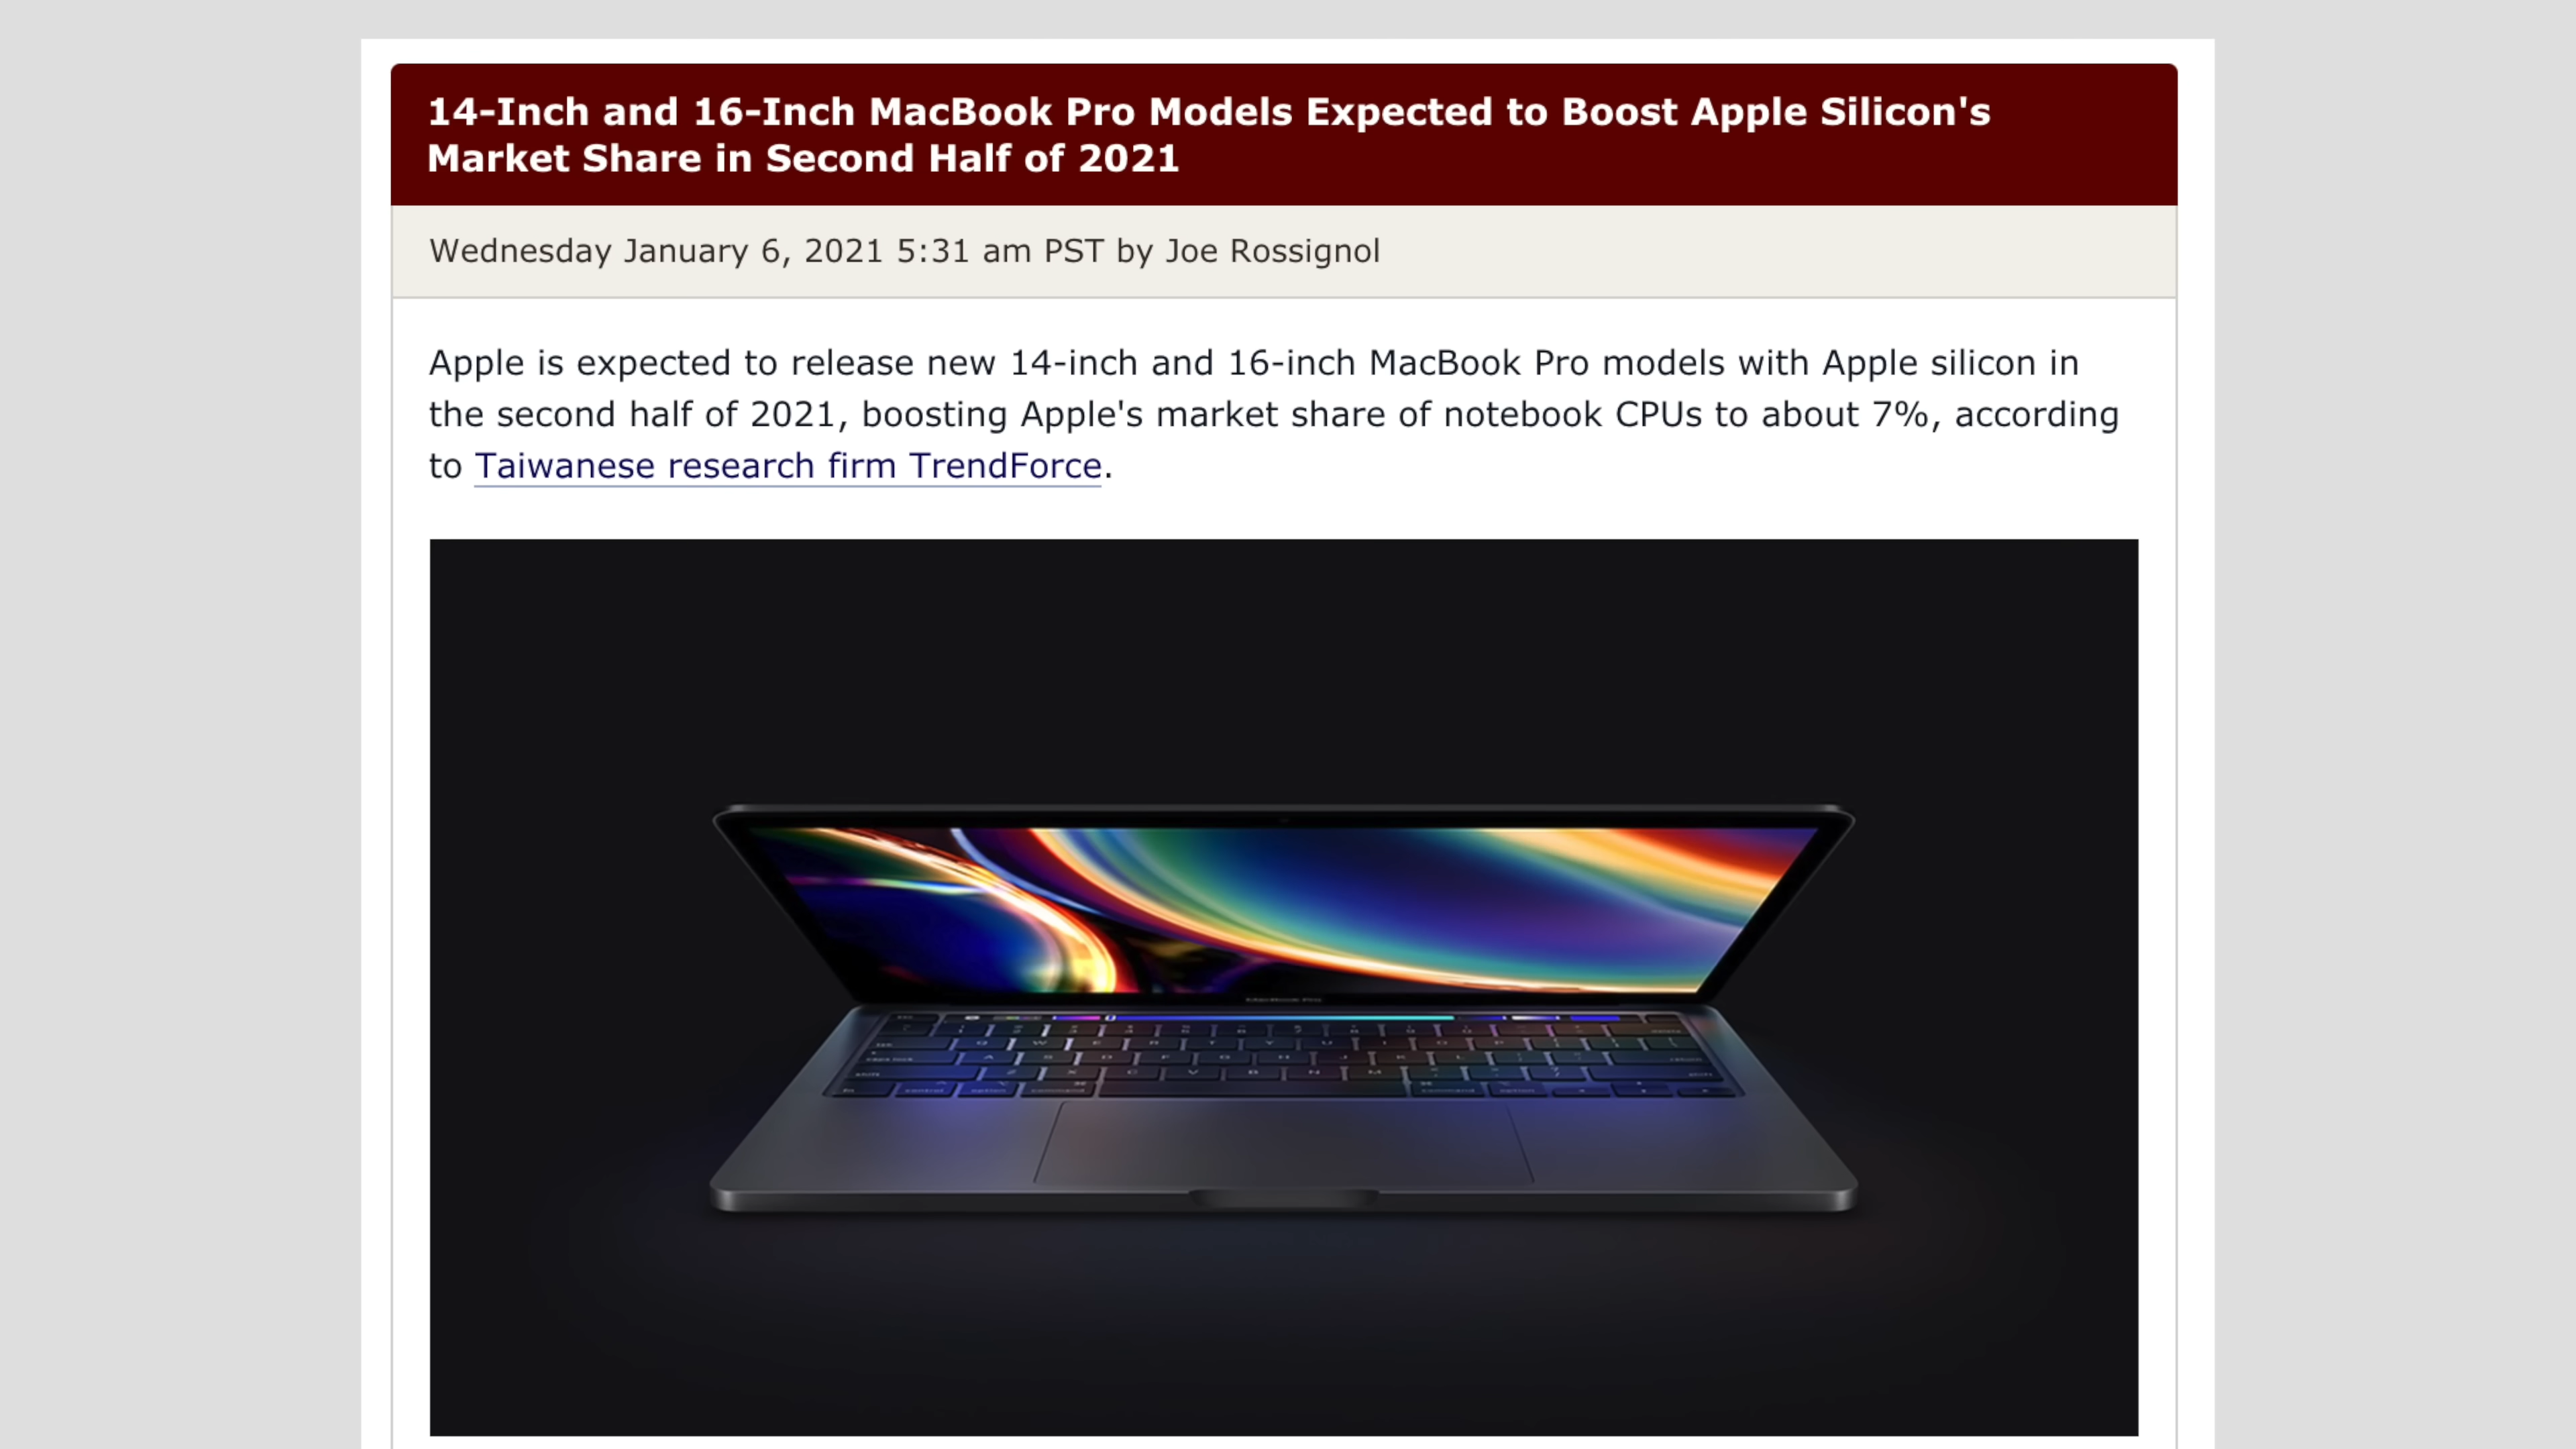 14-Inch and 16-Inch MacBook Pro Models Expected to Boost Apple Silicon's
Market Share in Second Half of 2021
Wednesday January 6, 2021 5:31 am PST by Joe Rossignol
Apple is expected to release new 14-inch and 16-inch MacBook Pro models with Apple silicon in
the second half of 2021, boosting Apple's market share of notebook CPUs to about 7%, according
to Taiwanese research firm TrendForce.
MacBook Pro